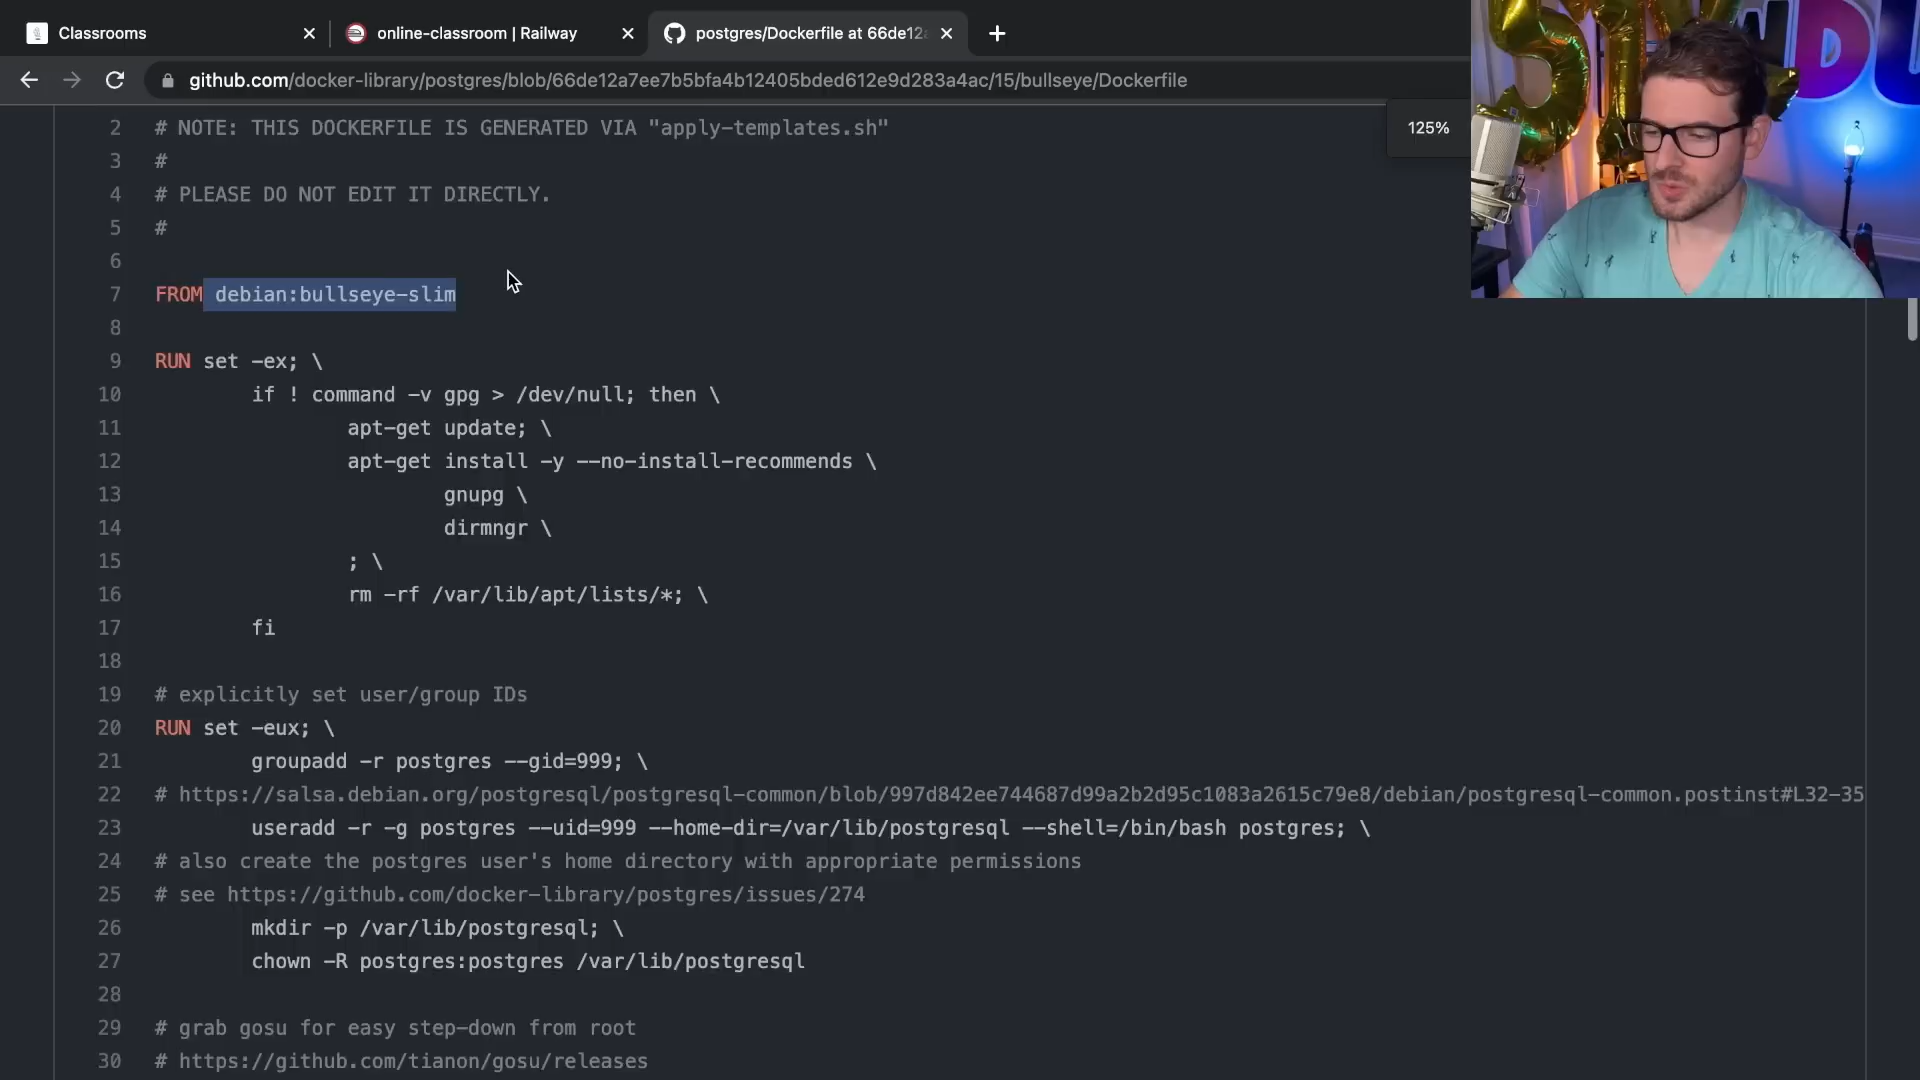 Classrooms
online-classroom | Railway
postgres/Dockerfile at 66de12a
github.com/docker-library/postgres/blob/66de12a7ee7b5bfa4b12405bded612e9d283a4ac/15/bullseye/Dockerfile
125%
2 # NOTE: THIS DOCKERFILE IS GENERATED VIA "apply-templates.sh"
3 #
4 # PLEASE DO NOT EDIT IT DIRECTLY.
5 #
6
7 FROM debian:bullseye-slim
8
9 RUN set -ex; \
10 if ! command -v gpg > /dev/null; then \
11 apt-get update; \
12 apt-get install -y --no-install-recommends \
13 gnupg \
14 dirmngr \
15 ; \
16 rm -rf /var/lib/apt/lists/*; \
17 fi
18
19 # explicitly set user/group IDs
20 RUN set -eux; \
21 groupadd -r postgres --gid=999; \
22 # https://salsa.debian.org/postgresql/postgresql-common/blob/997d842ee744687d99a2b2d95c1083a2615c79e8/debian/postgresql-common.postinst#L32-35
23 useradd -r -g postgres --uid=999 --home-dir=/var/lib/postgresql --shell=/bin/bash postgres; \
24 # also create the postgres user's home directory with appropriate permissions
25 # see https://github.com/docker-library/postgres/issues/274
26 mkdir -p /var/lib/postgresql; \
27 chown -R postgres:postgres /var/lib/postgresql
28
29 # grab gosu for easy step-down from root
30 # https://github.com/tianon/gosu/releases